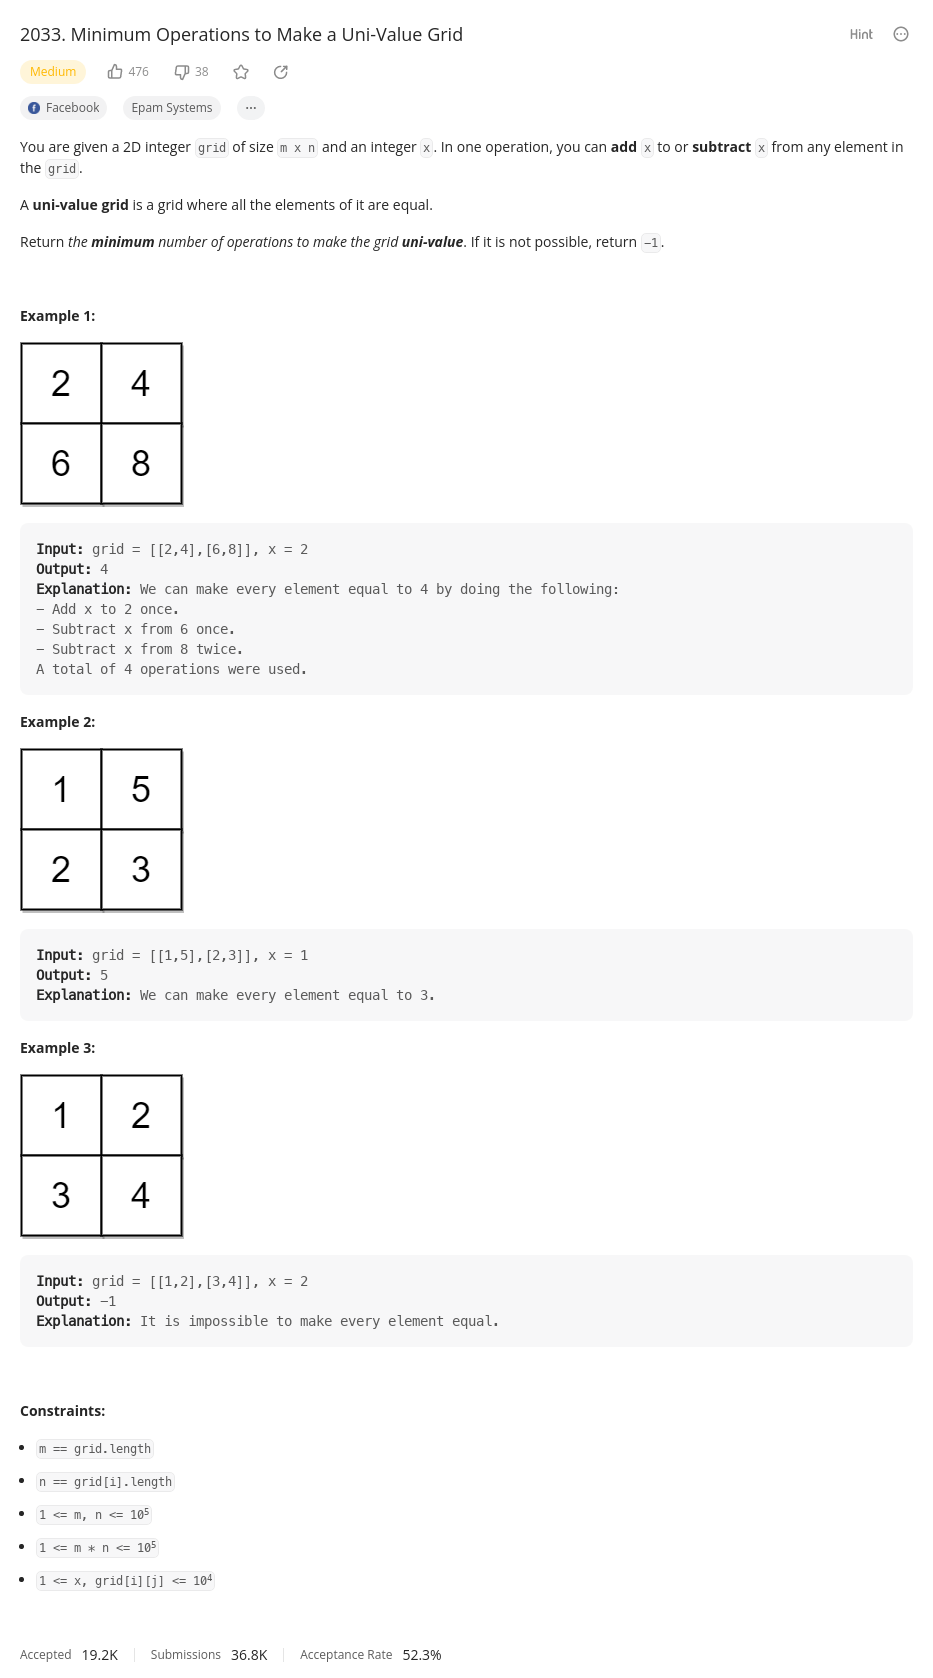 2033. Minimum Operations to Make a Uni-Value Grid
Hint
Medium 476 38
Facebook Epam Systems ···
You are given a 2D integer grid of size m x n and an integer x. In one operation, you can add x to or subtract x from any element in
the grid.
A uni-value grid is a grid where all the elements of it are equal.
Return the minimum number of operations to make the grid uni-value. If it is not possible, return -1.
Example 1:
2 4
6 8
Input: grid = [[2,4],[6,8]], x = 2
Output: 4
Explanation: We can make every element equal to 4 by doing the following:
- Add x to 2 once.
- Subtract x from 6 once.
- Subtract x from 8 twice.
A total of 4 operations were used.
Example 2:
1 5
2 3
Input: grid = [[1,5],[2,3]], x = 1
Output: 5
Explanation: We can make every element equal to 3.
Example 3:
1 2
3 4
Input: grid = [[1,2],[3,4]], x = 2
Output: -1
Explanation: It is impossible to make every element equal.
Constraints:
• m == grid.length
• n == grid[i].length
• 1 <= m, n <= 10⁵
• 1 <= m * n <= 10⁵
• 1 <= x, grid[i][j] <= 10⁴
Accepted 19.2K Submissions 36.8K Acceptance Rate 52.3%